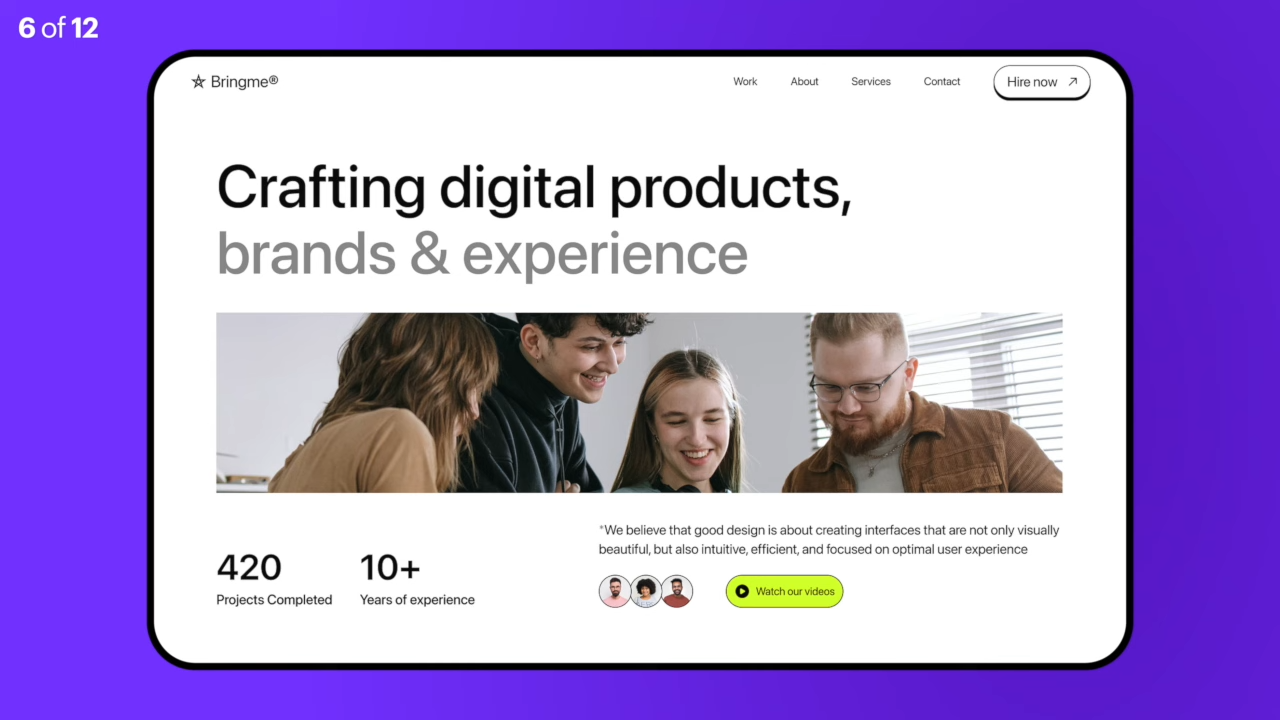 6 of 12
Bringme®
Work
About
Services
Contact
Hire now
Crafting digital products,
brands & experience
*We believe that good design is about creating interfaces that are not only visually
beautiful, but also intuitive, efficient, and focused on optimal user experience
420
10+
Projects Completed
Years of experience
Watch our videos